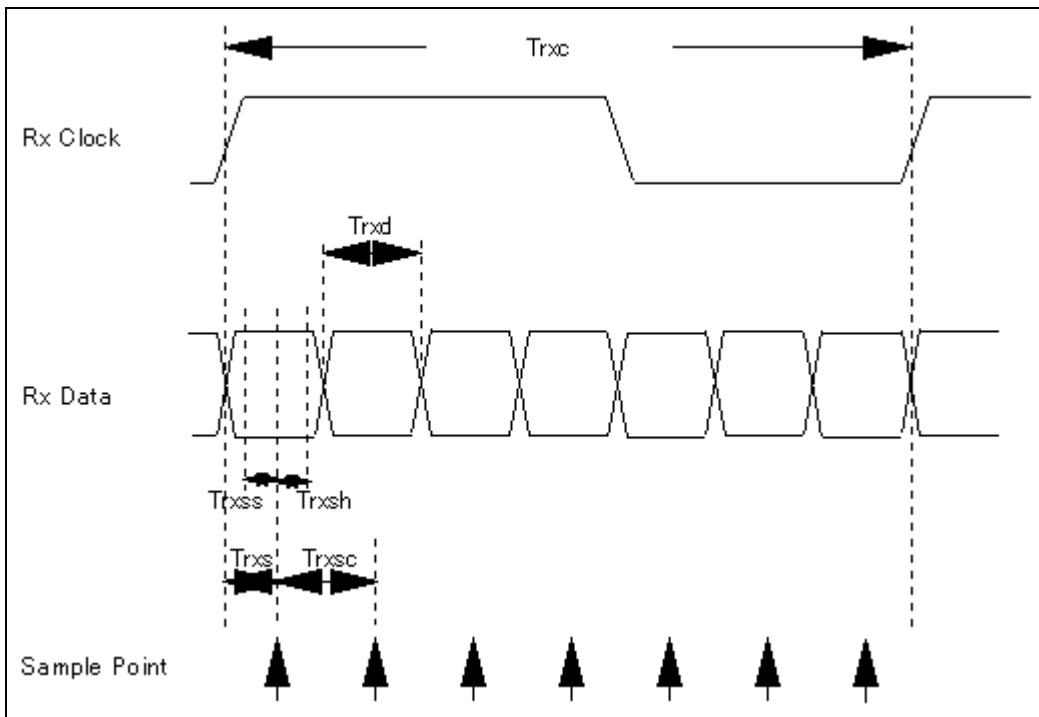 Trxc
Rx Clock
Trxd
Rx Data
Trxss Trxsh
Trxs Trxsc
Sample Point